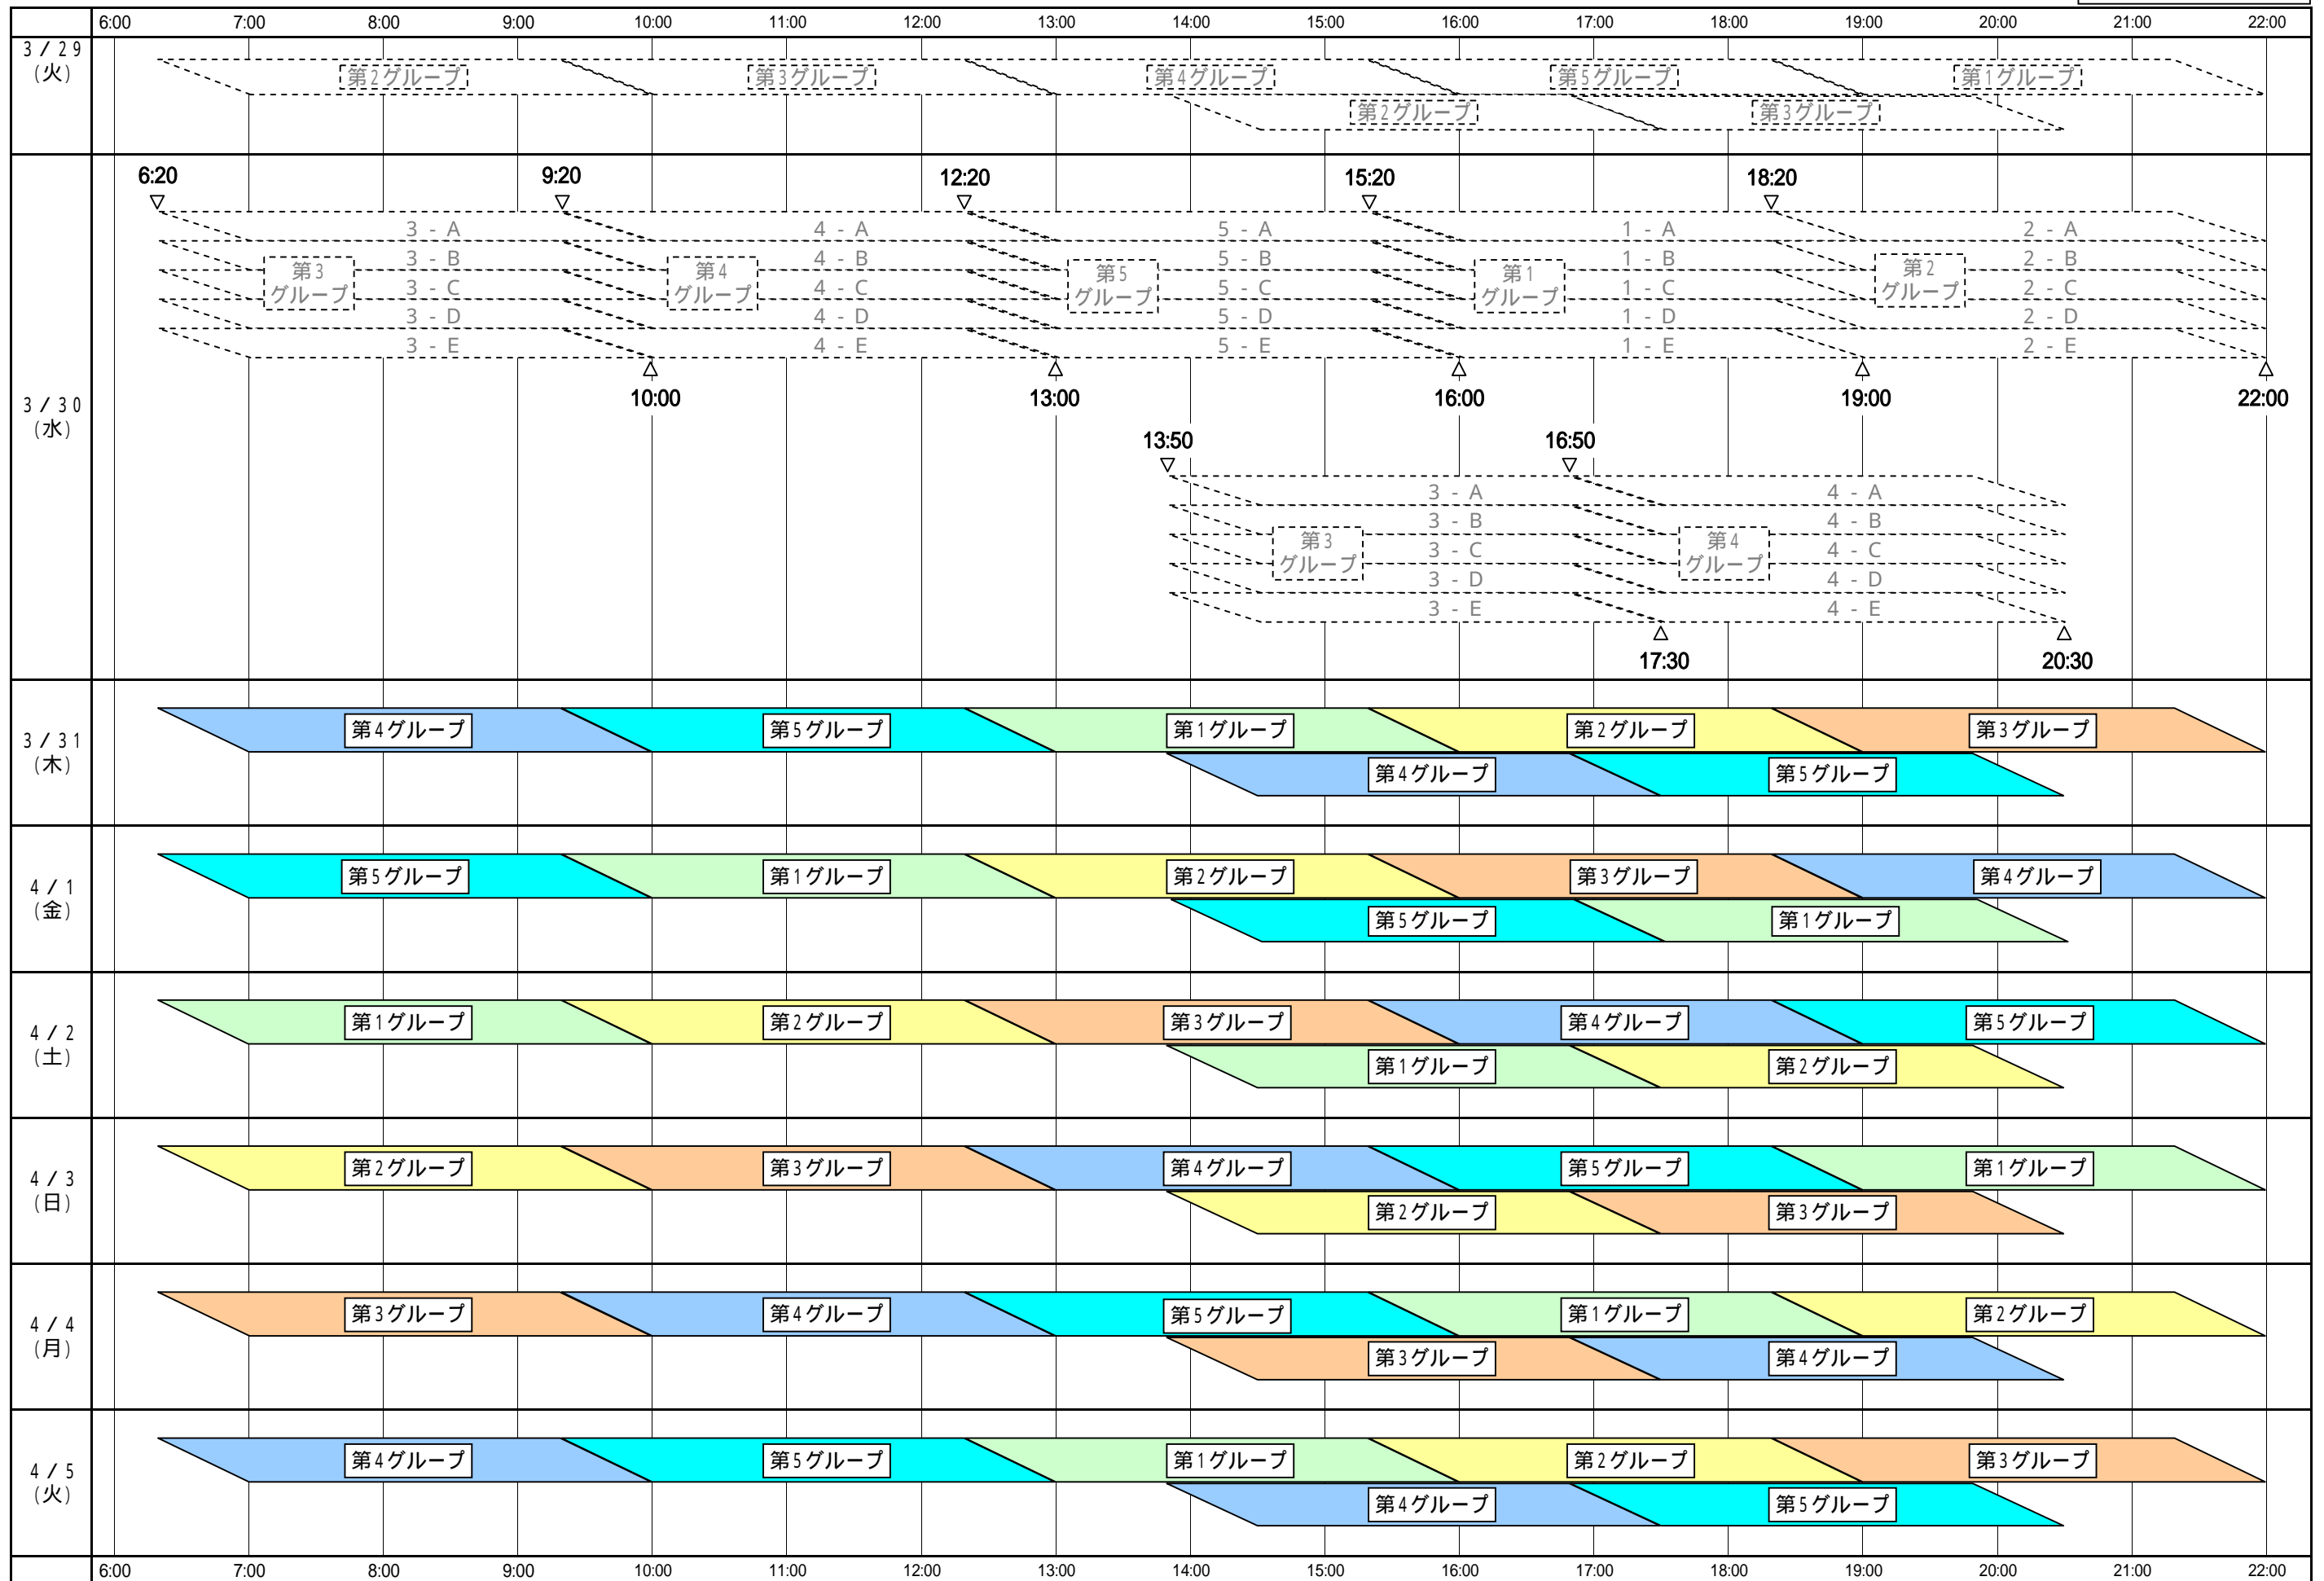 6:00 7:00 8:00 9:00 10:00 11:00 12:00 13:00 14:00 15:00 16:00 17:00 18:00 19:00 20:00 21:00 22:00
3/29
(火)
第2グループ 第3グループ 第4グループ 第5グループ 第1グループ
第2グループ 第3グループ
3/30
(水)
6:20 9:20 12:20 15:20 18:20
3 - A 4 - A 5 - A 1 - A 2 - A
3 - B 4 - B 5 - B 1 - B 2 - B
第3 第4 第5 第1 第2
グループ グループ グループ グループ グループ
3 - C 4 - C 5 - C 1 - C 2 - C
3 - D 4 - D 5 - D 1 - D 2 - D
3 - E 4 - E 5 - E 1 - E 2 - E
10:00 13:00 16:00 19:00 22:00
13:50 16:50
3 - A 4 - A
3 - B 4 - B
第3 第4
グループ グループ
3 - C 4 - C
3 - D 4 - D
3 - E 4 - E
17:30 20:30
3/31
(木)
第4グループ 第5グループ 第1グループ 第2グループ 第3グループ
第4グループ 第5グループ
4/1
(金)
第5グループ 第1グループ 第2グループ 第3グループ 第4グループ
第5グループ 第1グループ
4/2
(土)
第1グループ 第2グループ 第3グループ 第4グループ 第5グループ
第1グループ 第2グループ
4/3
(日)
第2グループ 第3グループ 第4グループ 第5グループ 第1グループ
第2グループ 第3グループ
4/4
(月)
第3グループ 第4グループ 第5グループ 第1グループ 第2グループ
第3グループ 第4グループ
4/5
(火)
第4グループ 第5グループ 第1グループ 第2グループ 第3グループ
第4グループ 第5グループ
6:00 7:00 8:00 9:00 10:00 11:00 12:00 13:00 14:00 15:00 16:00 17:00 18:00 19:00 20:00 21:00 22:00